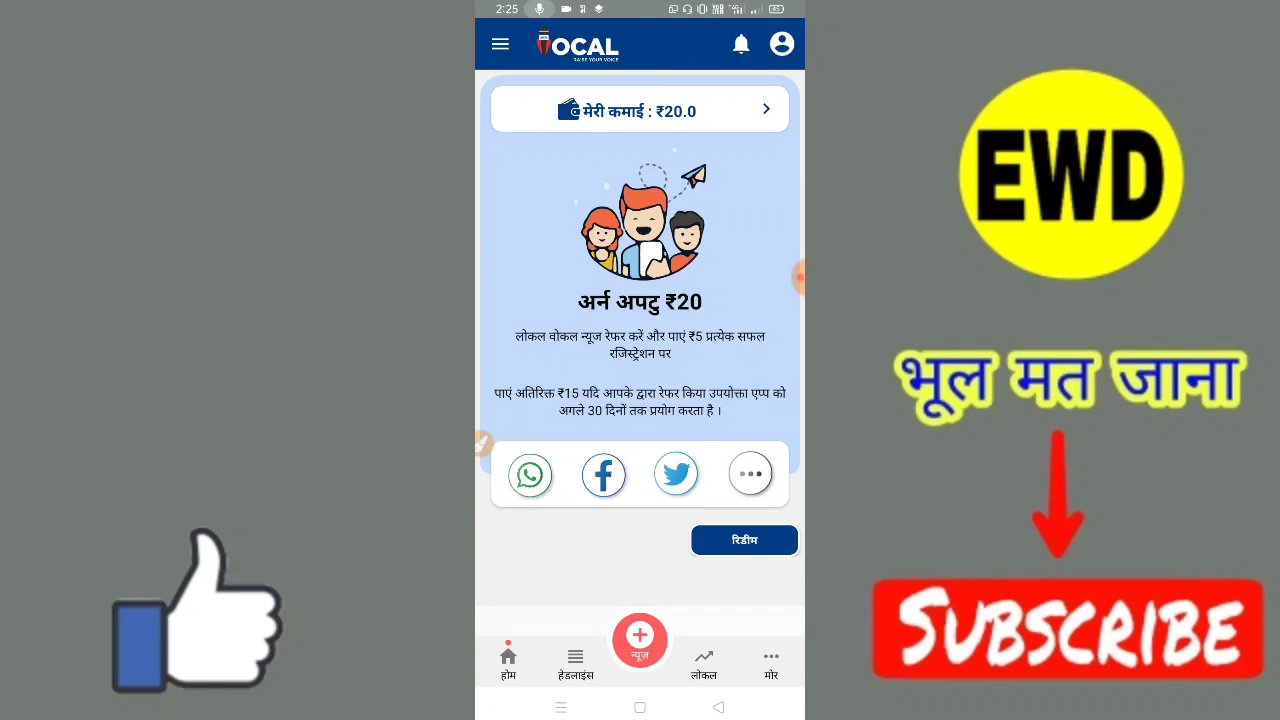 2:25
45
VOCAL
RAISE YOUR VOICE
मेरी कमाई : ₹20.0
अर्न अपटु ₹20
लोकल वोकल न्यूज रेफर करें और पाएं ₹5 प्रत्येक सफल
रजिस्ट्रेशन पर
पाएं अतिरिक्त ₹15 यदि आपके द्वारा रेफर किया उपयोक्ता एप्प को
अगले 30 दिनों तक प्रयोग करता है ।
रिडीम
न्यूज़
होम
हेडलाइंस
लोकल
मोर
EWD
भूल मत जाना
SUBSCRIBE